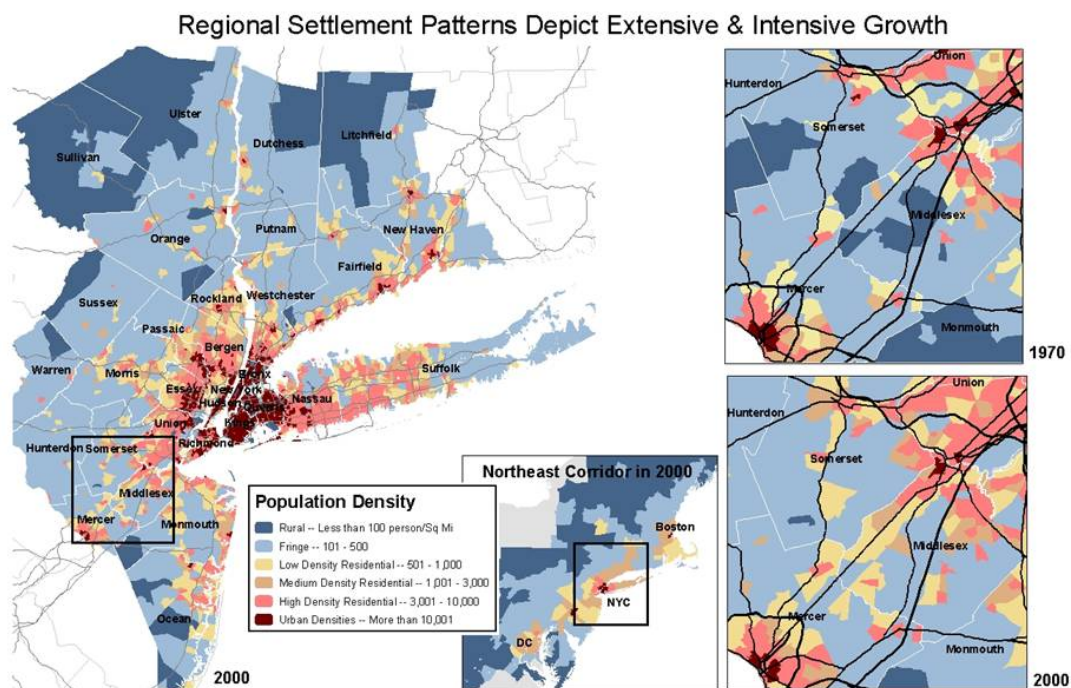 Regional Settlement Patterns Depict Extensive & Intensive Growth
Ulster
Dutchess
Litchfield
Sullivan
Orange
Putnam
New Haven
Fairfield
Sussex
Rockland
Westchester
Passaic
Bergen
Warren
Morris
Essex
Bronx
New York
Hudson
Queens
Kings
Nassau
Suffolk
Union
Richmond
Hunterdon
Somerset
Middlesex
Mercer
Monmouth
Ocean
2000
Population Density
Rural -- Less than 100 person/Sq Mi
Fringe -- 101 - 500
Low Density Residential -- 501 - 1,000
Medium Density Residential -- 1,001 - 3,000
High Density Residential -- 3,001 - 10,000
Urban Densities -- More than 10,001
Northeast Corridor in 2000
Boston
NYC
DC
Union
Hunterdon
Somerset
Middlesex
Mercer
Monmouth
1970
Union
Hunterdon
Somerset
Middlesex
Mercer
Monmouth
2000